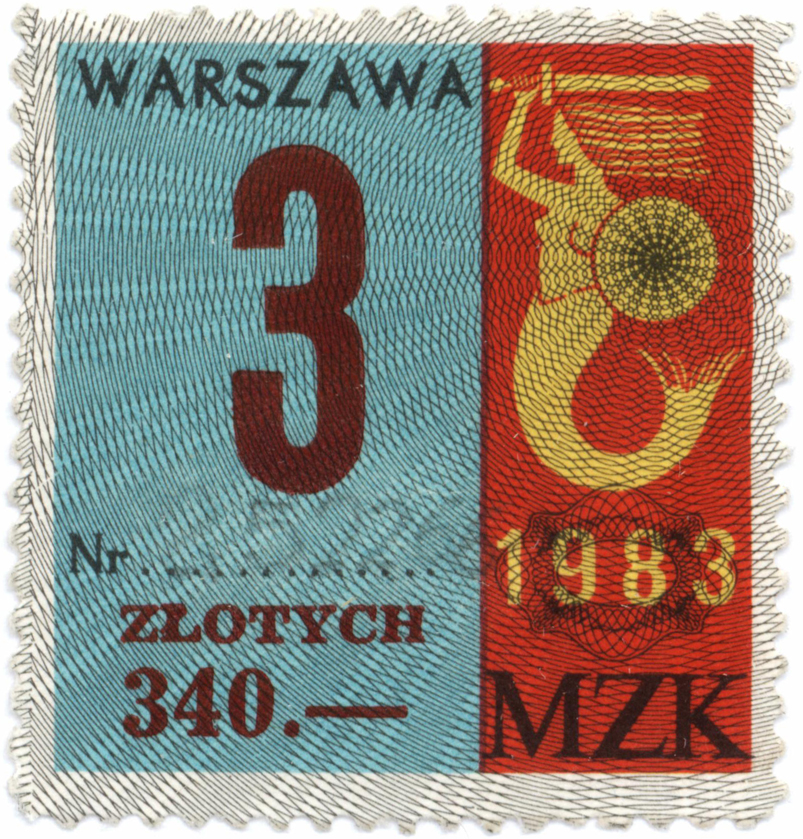 WARSZAWA
3
Nr..............
ZŁOTYCH
340.—
1983
MZK